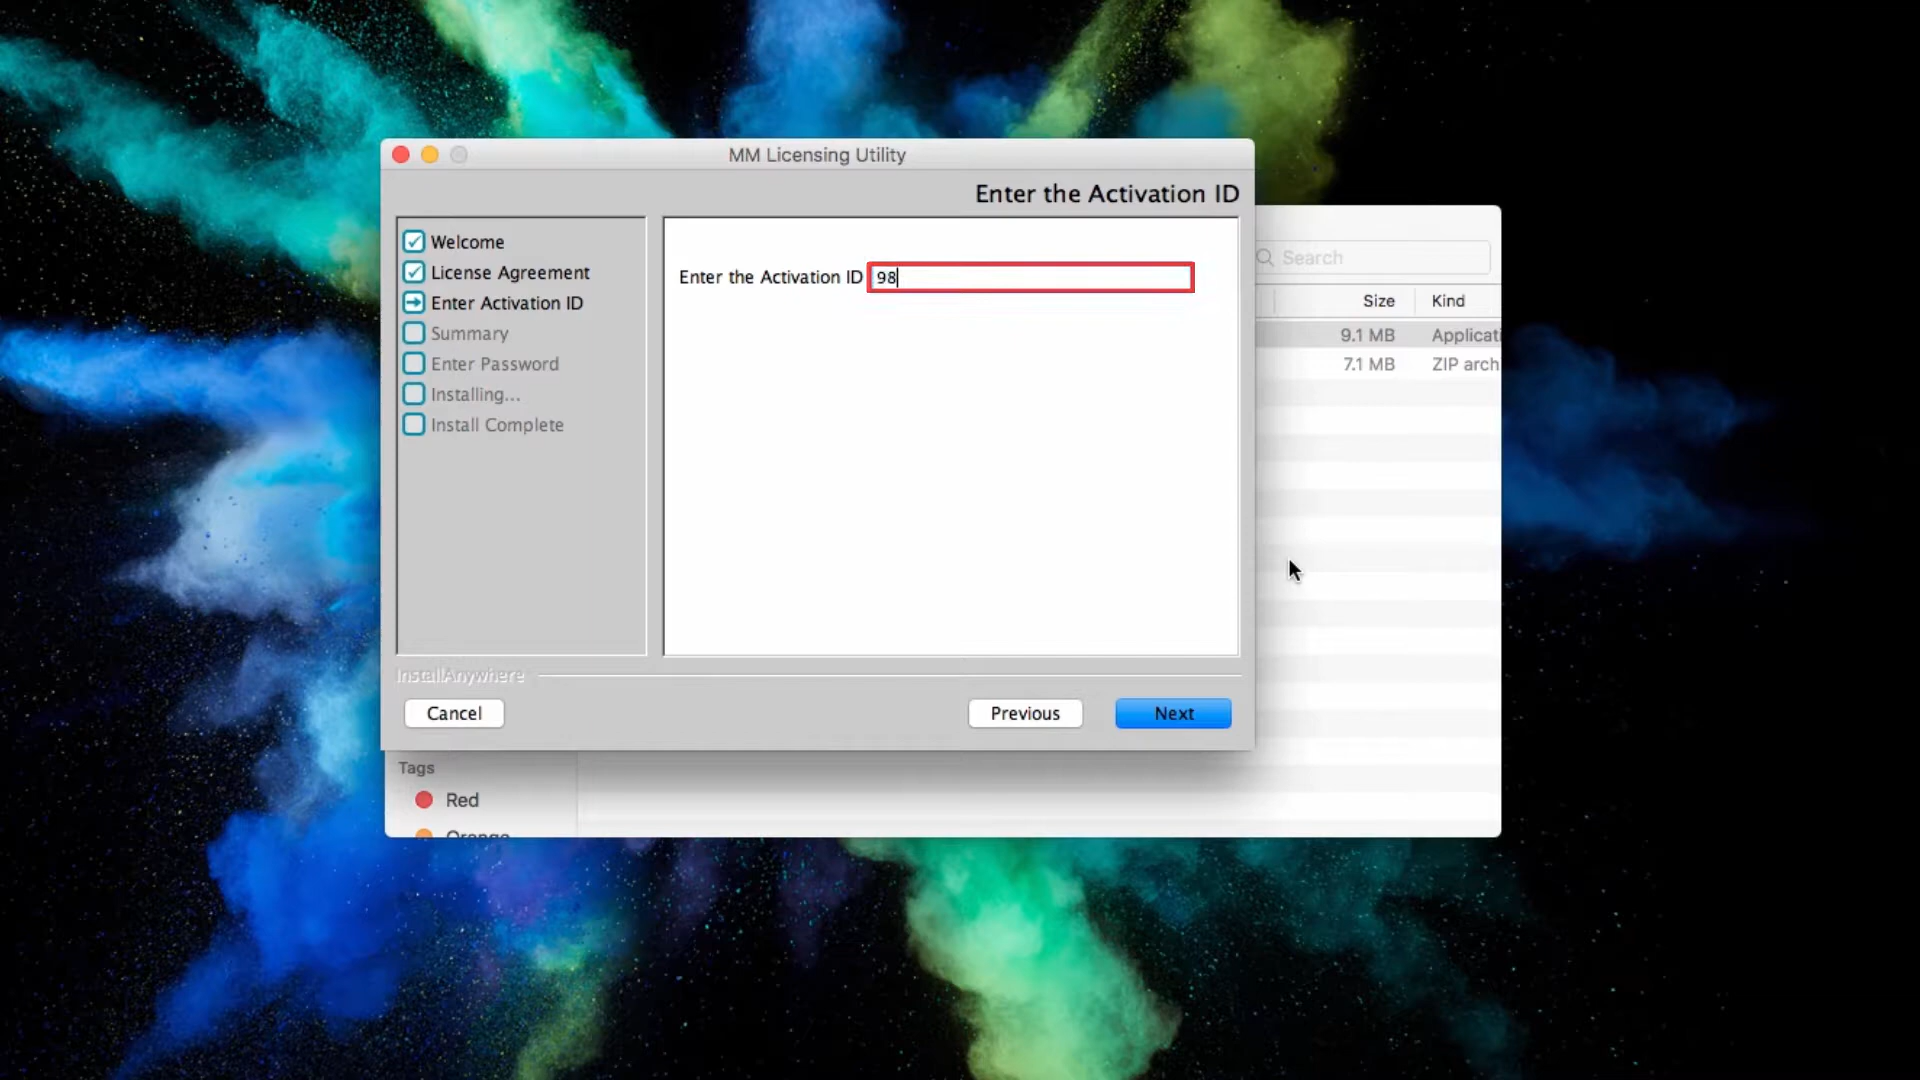 MM Licensing Utility
Enter the Activation ID
Welcome
License Agreement
Enter Activation ID
Summary
Enter Password
Installing...
Install Complete
Enter the Activation ID 98
InstallAnywhere
Cancel
Previous
Next
Search
Size Kind
9.1 MB Applicati
7.1 MB ZIP arch
Tags
Red
Orange